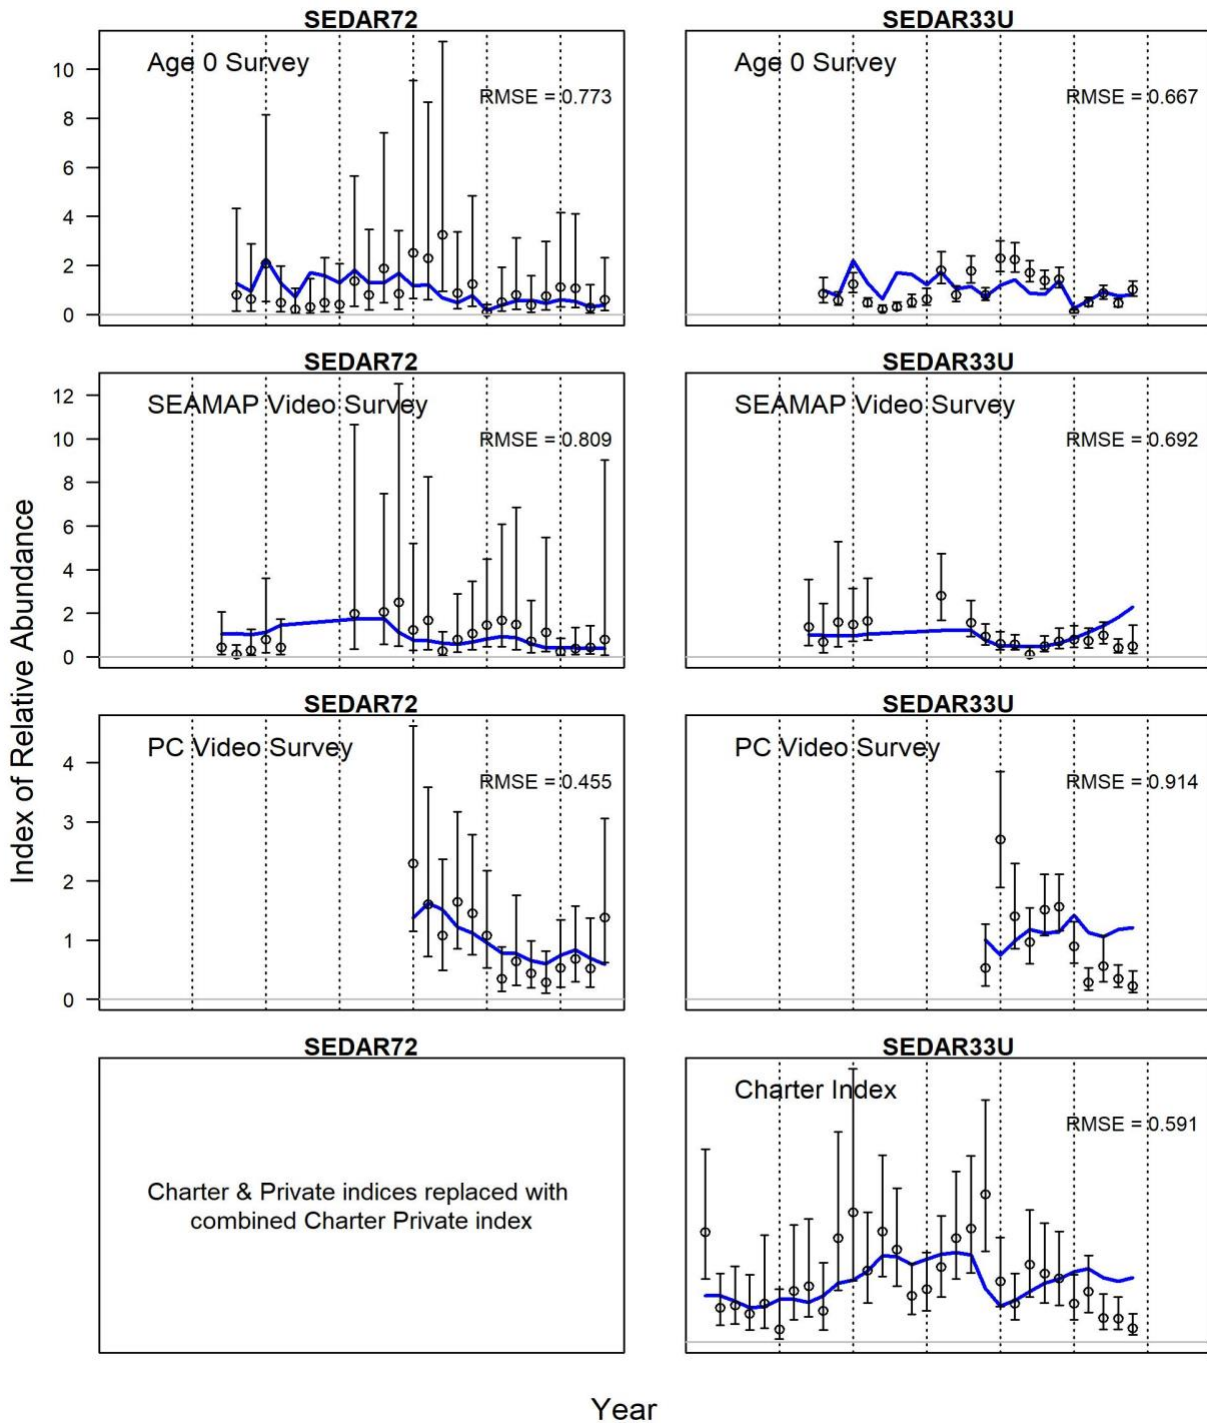 SEDAR72
SEDAR33U
Age 0 Survey
Age 0 Survey
RMSE = 0.773
RMSE = 0.667
10
8
6
4
2
0
SEDAR72
SEDAR33U
SEAMAP Video Survey
SEAMAP Video Survey
RMSE = 0.809
RMSE = 0.692
12
10
8
6
4
2
0
Index of Relative Abundance
SEDAR72
SEDAR33U
PC Video Survey
PC Video Survey
RMSE = 0.455
RMSE = 0.914
4
3
2
1
0
SEDAR72
SEDAR33U
Charter Index
RMSE = 0.591
Charter & Private indices replaced with
combined Charter Private index
Year